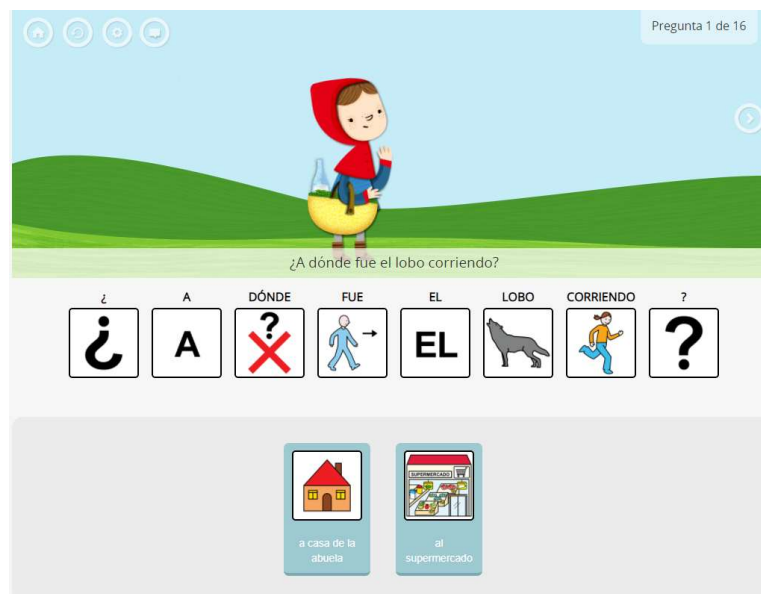 Pregunta 1 de 16
¿A dónde fue el lobo corriendo?
¿ A DÓNDE FUE EL LOBO CORRIENDO ?
¿ A ? EL ?
SUPERMERCADO
a casa de la
abuela
al
supermercado